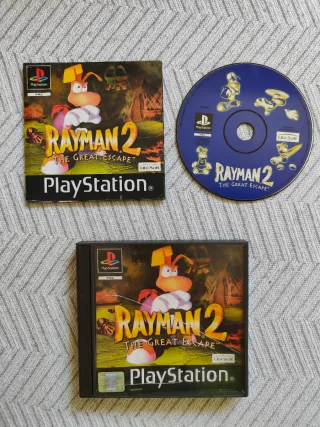 PlayStation
RAYMAN 2
THE GREAT ESCAPE
Ubi Soft
PlayStation
PlayStation
RAYMAN 2
THE GREAT ESCAPE
Ubi Soft
PlayStation
RAYMAN 2
THE GREAT ESCAPE
Ubi Soft
PlayStation